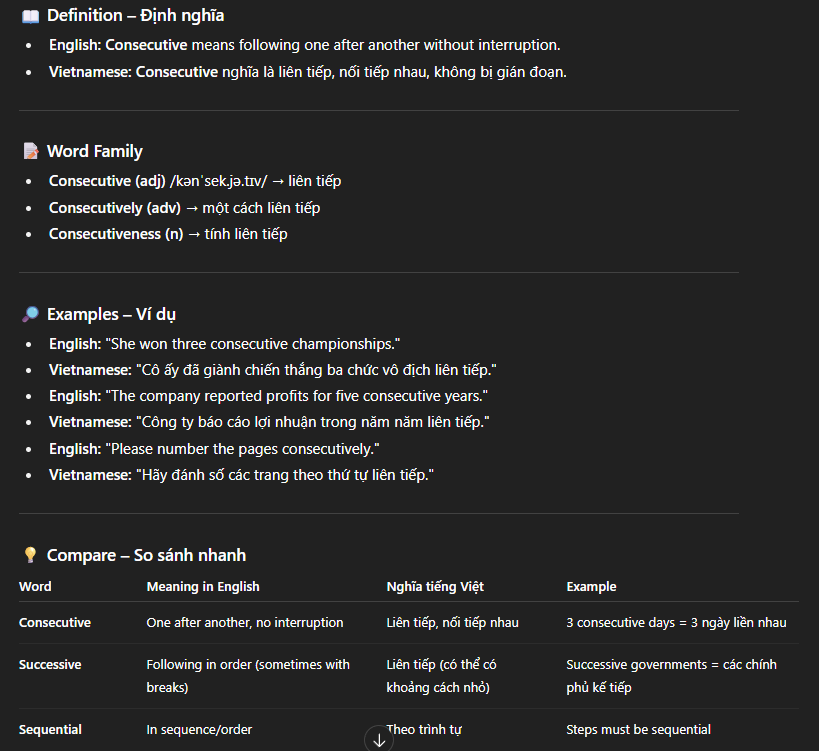 Definition – Định nghĩa
English: Consecutive means following one after another without interruption.
Vietnamese: Consecutive nghĩa là liên tiếp, nối tiếp nhau, không bị gián đoạn.
Word Family
Consecutive (adj) /kənˈsek.jə.tɪv/ → liên tiếp
Consecutively (adv) → một cách liên tiếp
Consecutiveness (n) → tính liên tiếp
Examples – Ví dụ
English: "She won three consecutive championships."
Vietnamese: "Cô ấy đã giành chiến thắng ba chức vô địch liên tiếp."
English: "The company reported profits for five consecutive years."
Vietnamese: "Công ty báo cáo lợi nhuận trong năm năm liên tiếp."
English: "Please number the pages consecutively."
Vietnamese: "Hãy đánh số các trang theo thứ tự liên tiếp."
Compare – So sánh nhanh
Word Meaning in English Nghĩa tiếng Việt Example
Consecutive One after another, no interruption Liên tiếp, nối tiếp nhau 3 consecutive days = 3 ngày liền nhau
Successive Following in order (sometimes with breaks) Liên tiếp (có thể có khoảng cách nhỏ) Successive governments = các chính phủ kế tiếp
Sequential In sequence/order Theo trình tự Steps must be sequential